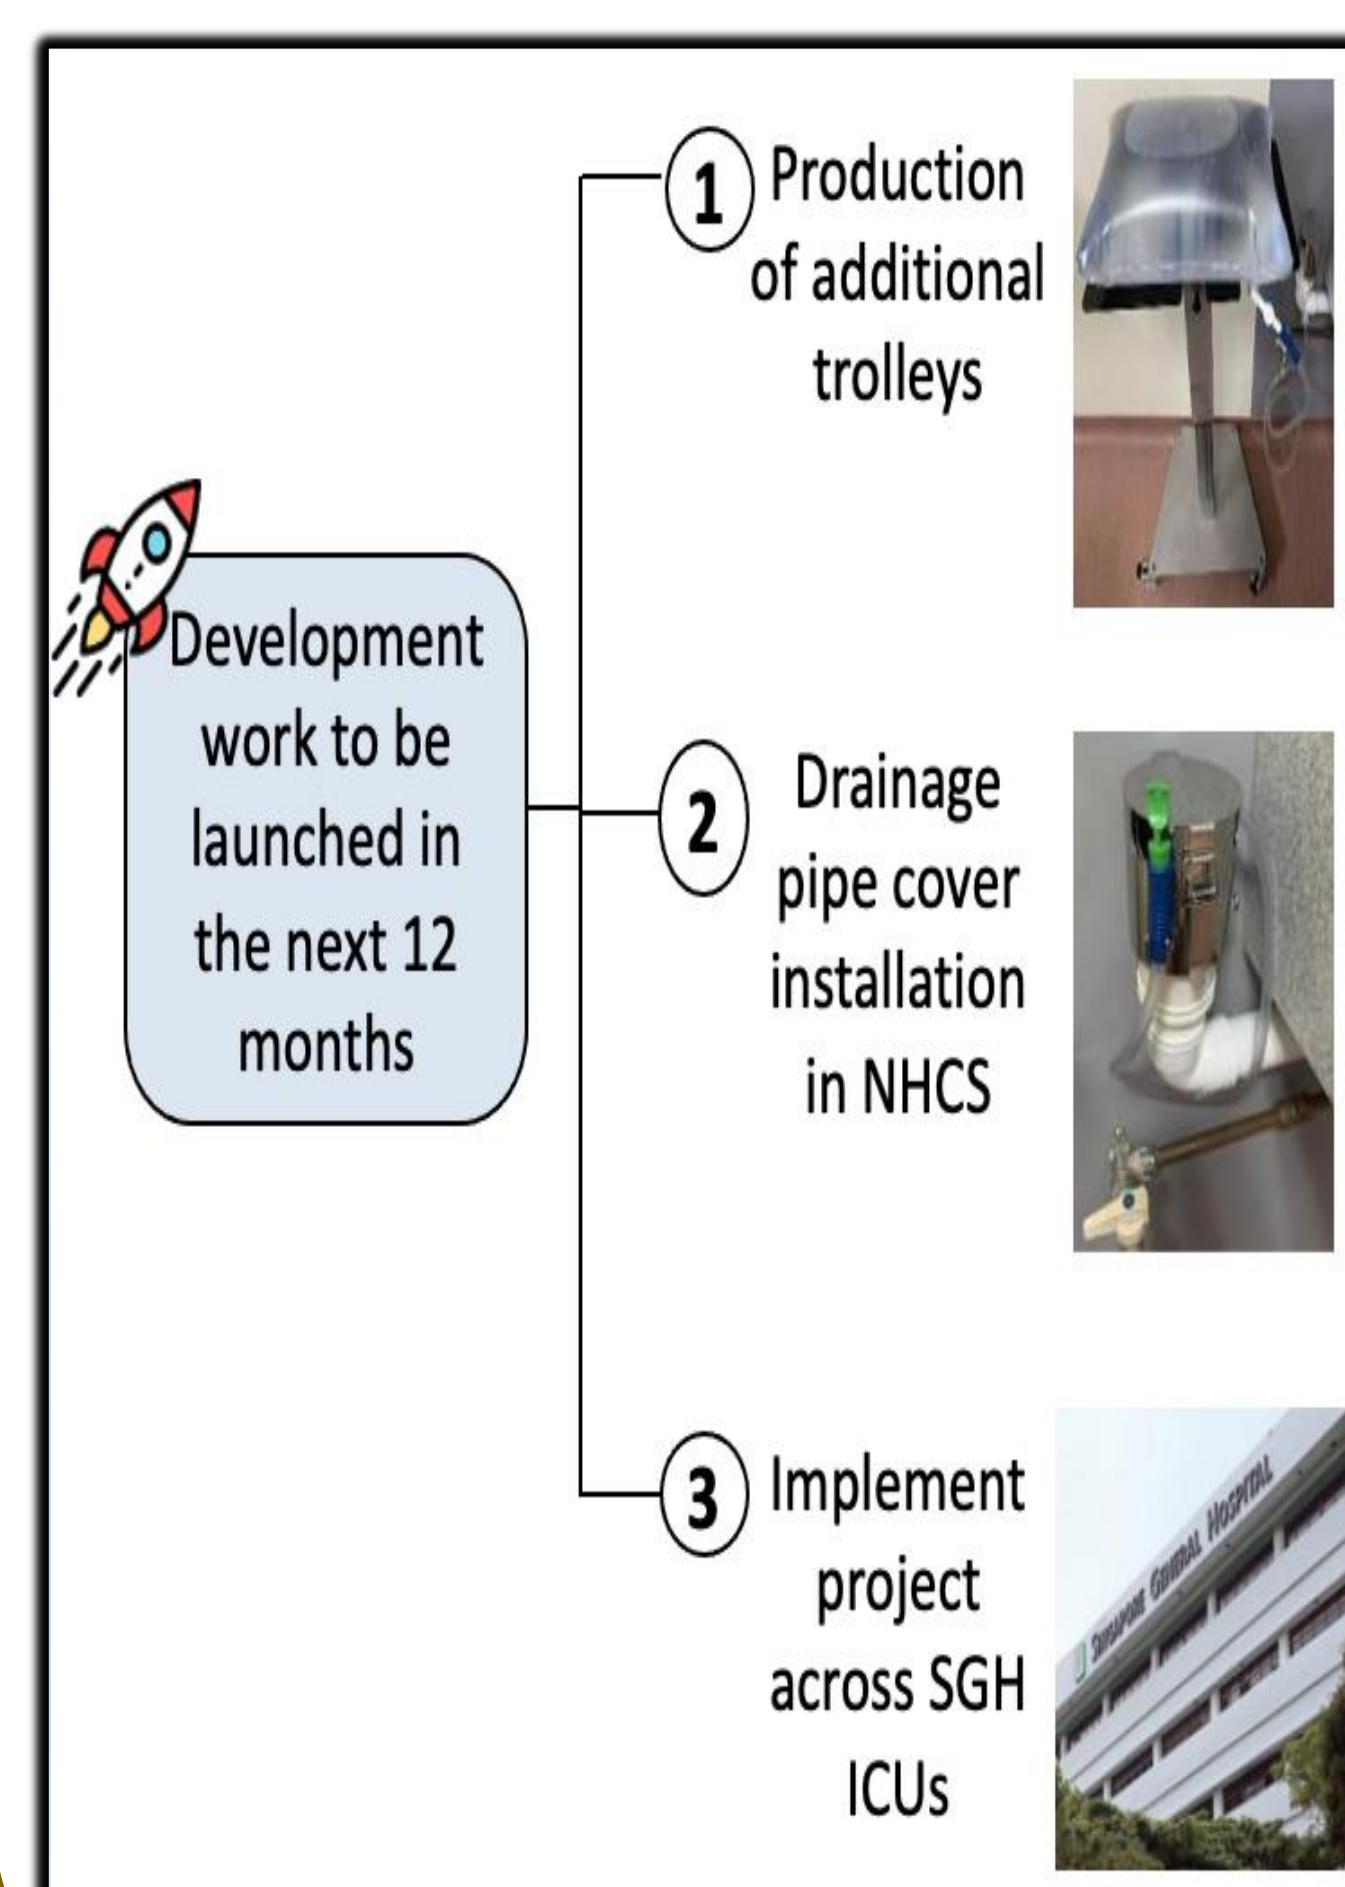 Development
work to be
launched in
the next 12
months
1
Production
of additional
trolleys
2
Drainage
pipe cover
installation
in NHCS
3
Implement
project
across SGH
ICUs
SINGAPORE GENERAL HOSPITAL